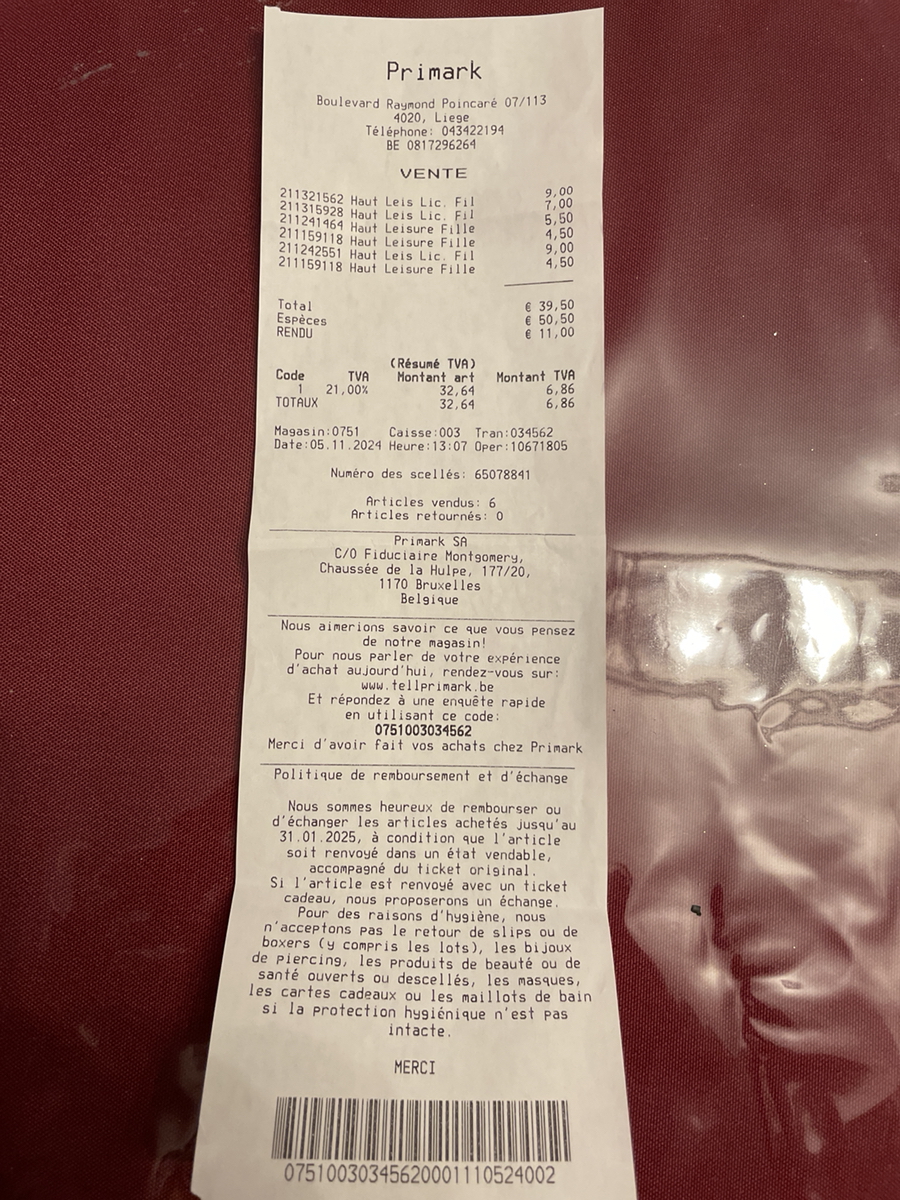 Primark
Boulevard Raymond Poincaré 07/113
4020, Liege
Téléphone: 043422194
BE 0817296264
VENTE
211321562 Haut Leis Lic. Fil 9,00
211315928 Haut Leis Lic. Fil 7,00
211241464 Haut Leisure Fille 5,50
211159118 Haut Leisure Fille 4,50
211242551 Haut Leis Lic. Fil 9,00
211159118 Haut Leisure Fille 4,50
Total € 39,50
Espèces € 50,50
RENDU € 11,00
(Résumé TVA)
Code TVA Montant art Montant TVA
1 21,00% 32,64 6,86
TOTAUX 32,64 6,86
Magasin:0751 Caisse:003 Tran:034562
Date:05.11.2024 Heure:13:07 Oper:10671805
Numéro des scellés: 65078841
Articles vendus: 6
Articles retournés: 0
Primark SA
C/O Fiduciaire Montgomery,
Chaussée de la Hulpe, 177/20,
1170 Bruxelles
Belgique
Nous aimerions savoir ce que vous pensez
de notre magasin!
Pour nous parler de votre expérience
d'achat aujourd'hui, rendez-vous sur:
www.tellprimark.be
Et répondez à une enquête rapide
en utilisant ce code:
0751003034562
Merci d'avoir fait vos achats chez Primark
Politique de remboursement et d'échange
Nous sommes heureux de rembourser ou
d'échanger les articles achetés jusqu'au
31.01.2025, à condition que l'article
soit renvoyé dans un état vendable,
accompagné du ticket original.
Si l'article est renvoyé avec un ticket
cadeau, nous proposerons un échange.
Pour des raisons d'hygiène, nous
n'acceptons pas le retour de slips ou de
boxers (y compris les lots), les bijoux
de piercing, les produits de beauté ou de
santé ouverts ou descellés, les masques,
les cartes cadeaux ou les maillots de bain
si la protection hygiénique n'est pas
intacte.
MERCI
07510030345620001110524002